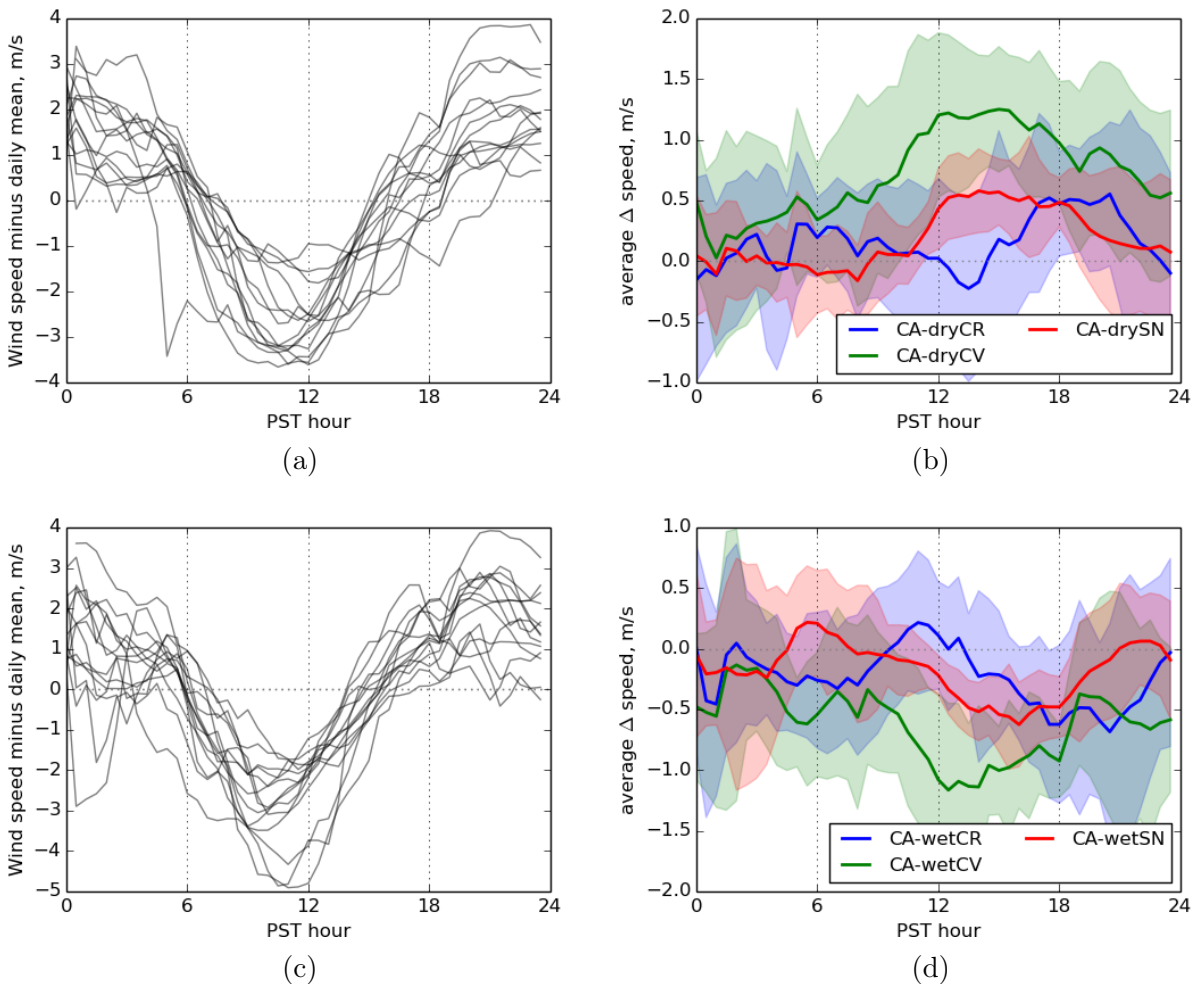 4
3
2
1
0
−1
−2
−3
−4
Wind speed minus daily mean, m/s
0 6 12 18 24
PST hour
(a)
2.0
1.5
1.0
0.5
0.0
−0.5
−1.0
average Δ speed, m/s
CA-dryCR CA-drySN
CA-dryCV
0 6 12 18 24
PST hour
(b)
4
3
2
1
0
−1
−2
−3
−4
−5
Wind speed minus daily mean, m/s
0 6 12 18 24
PST hour
(c)
1.0
0.5
0.0
−0.5
−1.0
−1.5
−2.0
average Δ speed, m/s
CA-wetCR CA-wetSN
CA-wetCV
0 6 12 18 24
PST hour
(d)